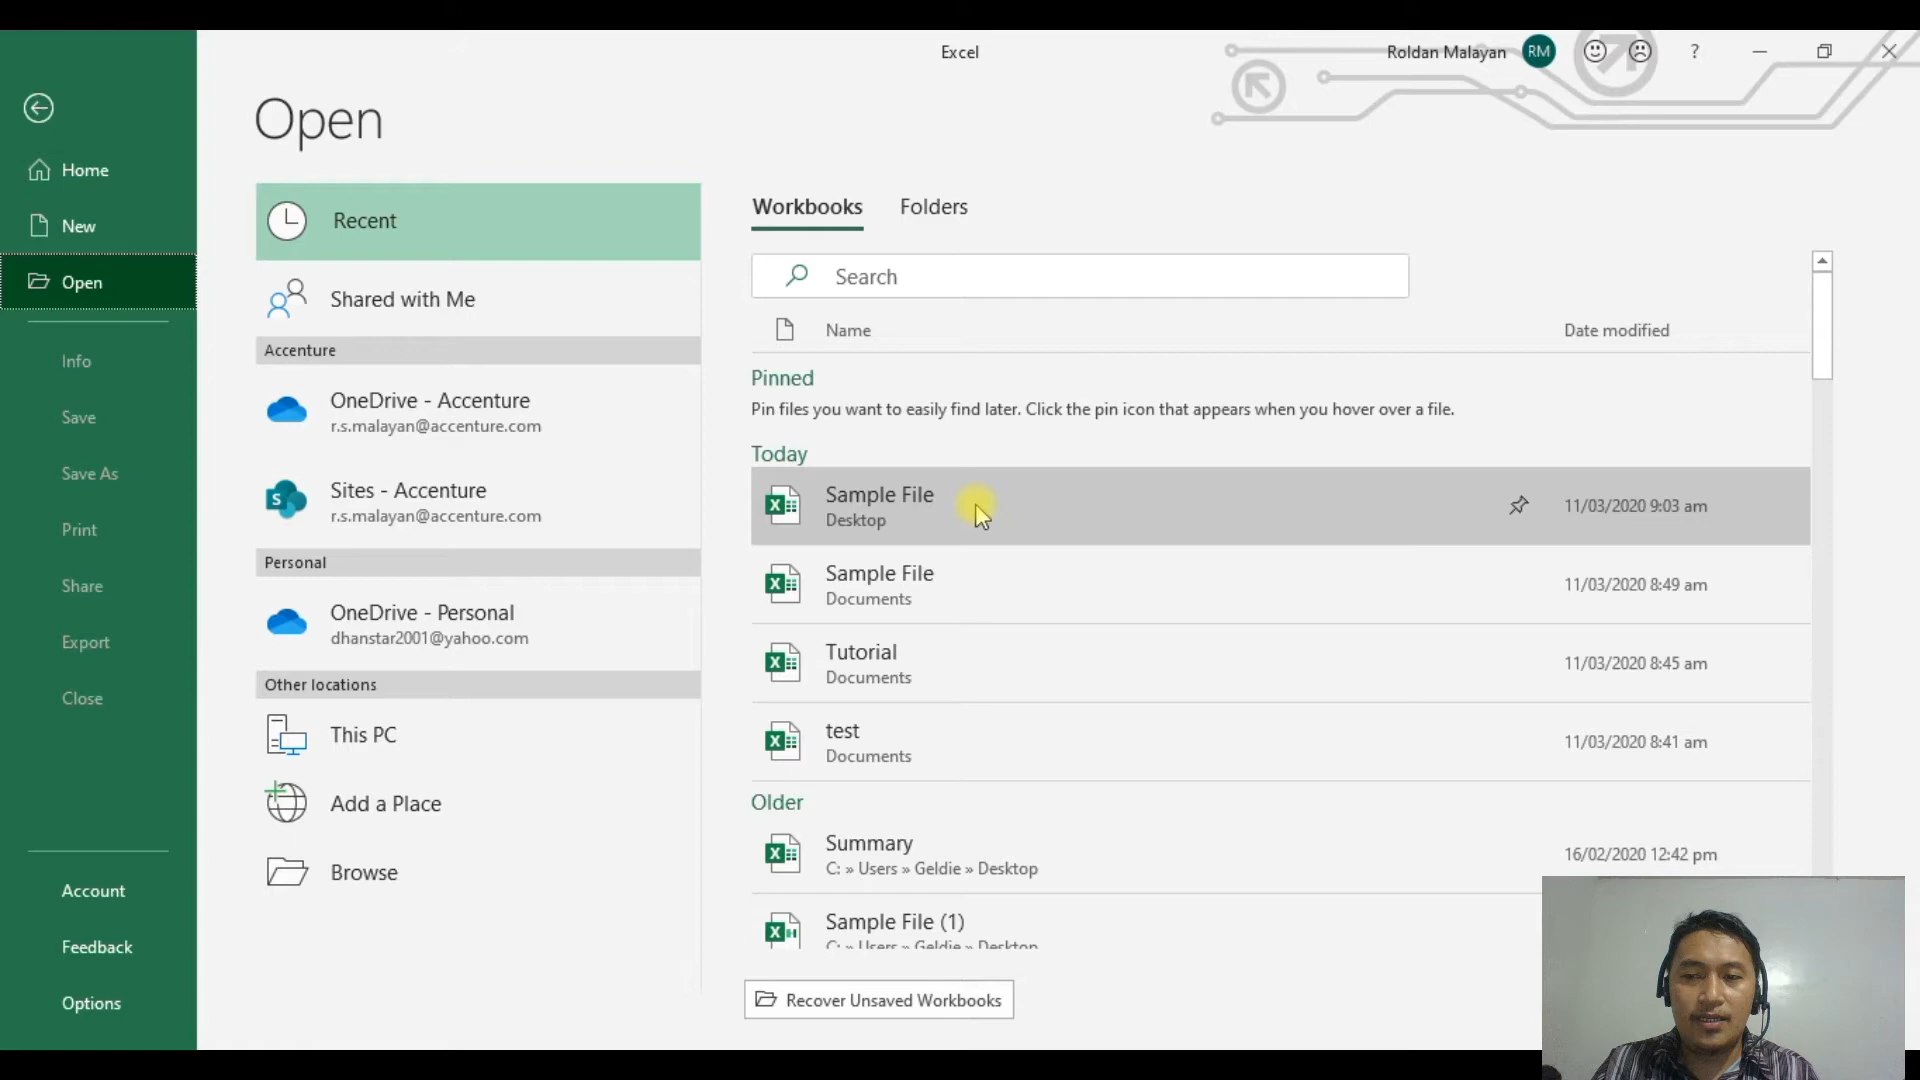 Excel
Roldan Malayan
RM
?
Open
Home
New
Open
Info
Save
Save As
Print
Share
Export
Close
Account
Feedback
Options
Recent
Shared with Me
Accenture
OneDrive - Accenture
r.s.malayan@accenture.com
S
Sites - Accenture
r.s.malayan@accenture.com
Personal
OneDrive - Personal
dhanstar2001@yahoo.com
Other locations
This PC
Add a Place
Browse
Workbooks
Folders
Search
Name
Date modified
Pinned
Pin files you want to easily find later. Click the pin icon that appears when you hover over a file.
Today
Sample File
Desktop
11/03/2020 9:03 am
Sample File
Documents
11/03/2020 8:49 am
Tutorial
Documents
11/03/2020 8:45 am
test
Documents
11/03/2020 8:41 am
Older
Summary
C: » Users » Geldie » Desktop
16/02/2020 12:42 pm
Sample File (1)
C: » Users » Geldie » Desktop
Recover Unsaved Workbooks